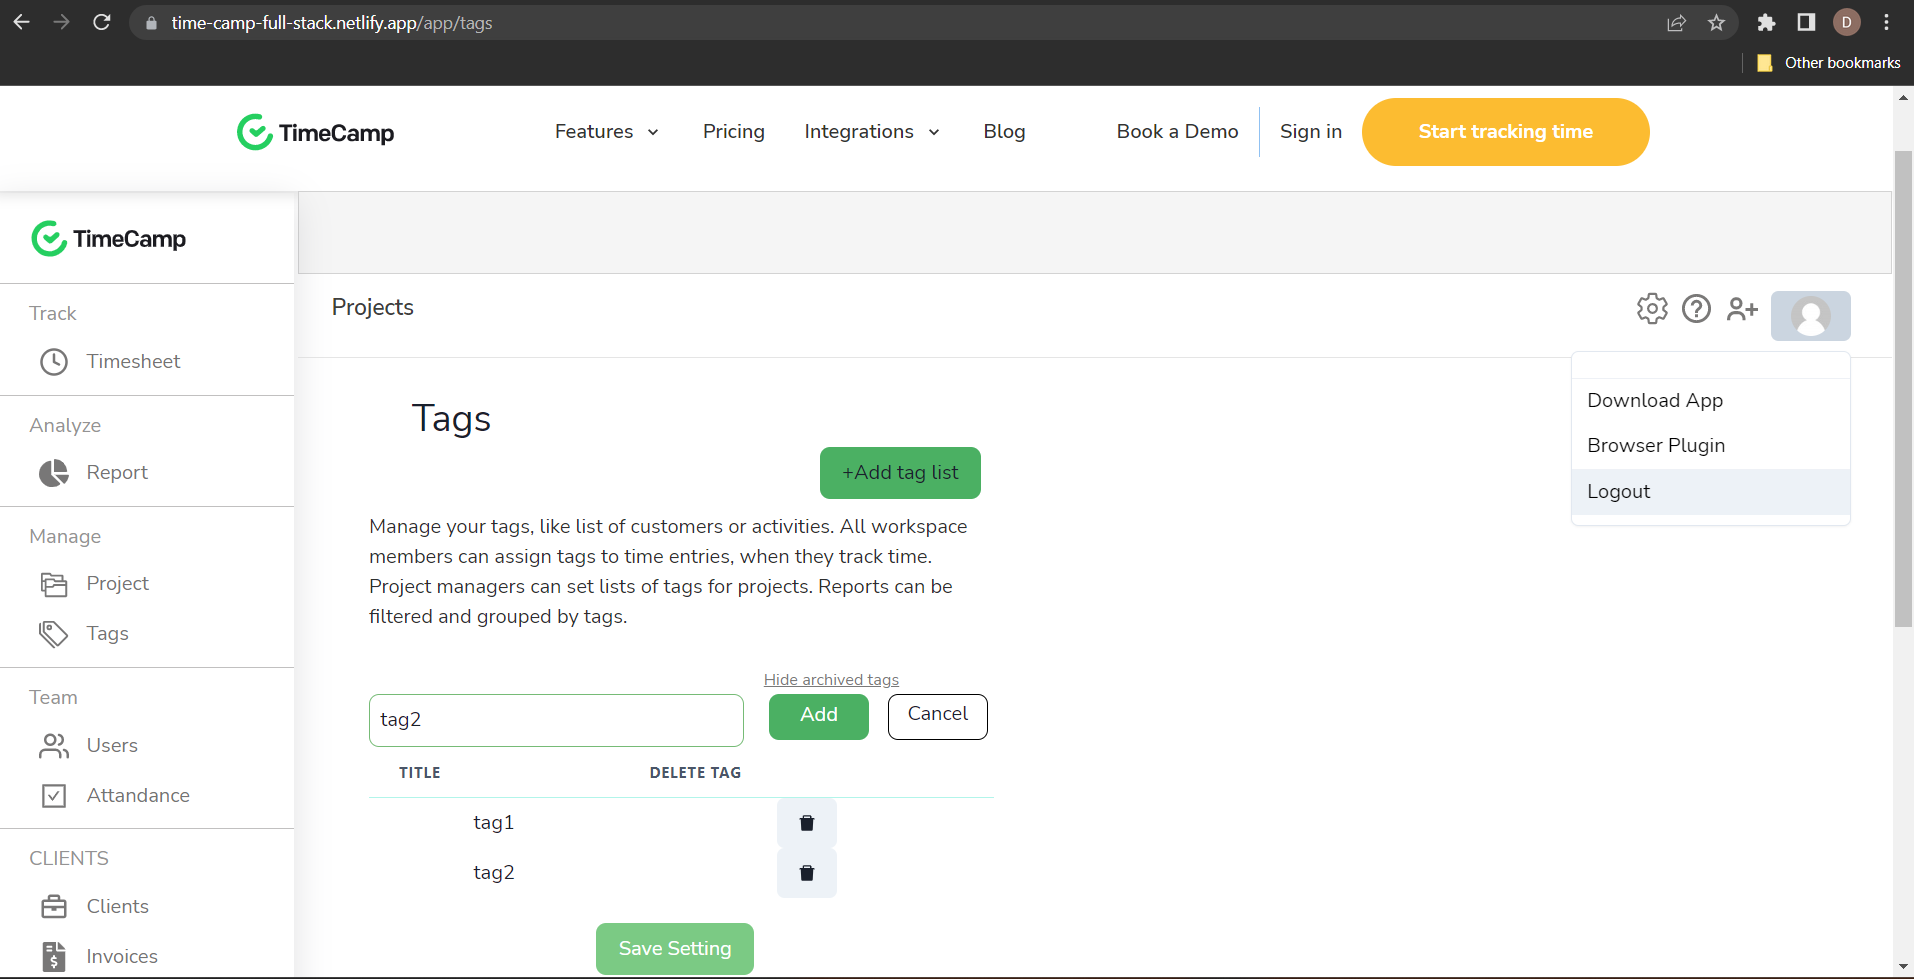 time-camp-full-stack.netlify.app/app/tags
D
Other bookmarks
TimeCamp
Features
Pricing
Integrations
Blog
Book a Demo
Sign in
Start tracking time
TimeCamp
Track
Timesheet
Analyze
Report
Manage
Project
Tags
Team
Users
Attandance
CLIENTS
Clients
Invoices
Projects
Download App
Browser Plugin
Logout
Tags
+Add tag list
Manage your tags, like list of customers or activities. All workspace
members can assign tags to time entries, when they track time.
Project managers can set lists of tags for projects. Reports can be
filtered and grouped by tags.
Hide archived tags
tag2
Add
Cancel
TITLE DELETE TAG
tag1
tag2
Save Setting